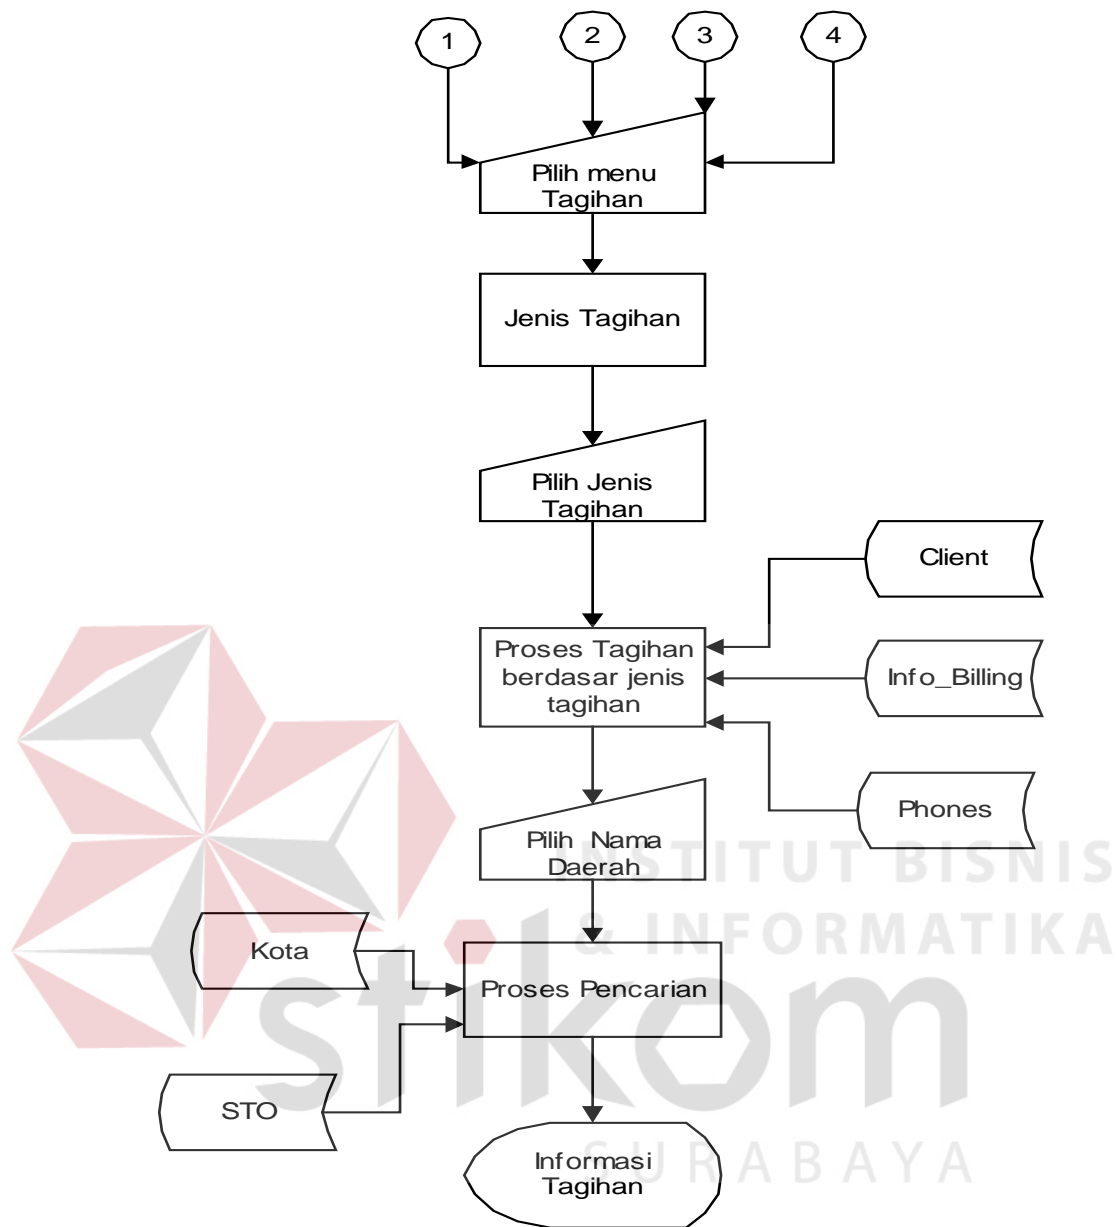 1
2
3
4
Pilih menu
Tagihan
Jenis Tagihan
Pilih Jenis
Tagihan
Client
Proses Tagihan
berdasar jenis
tagihan
Info_Billing
Phones
Pilih Nama
Daerah
INSTITUT BISNIS
& INFORMATIKA
Kota
Proses Pencarian
stikom
STO
SURABAYA
Informasi
Tagihan